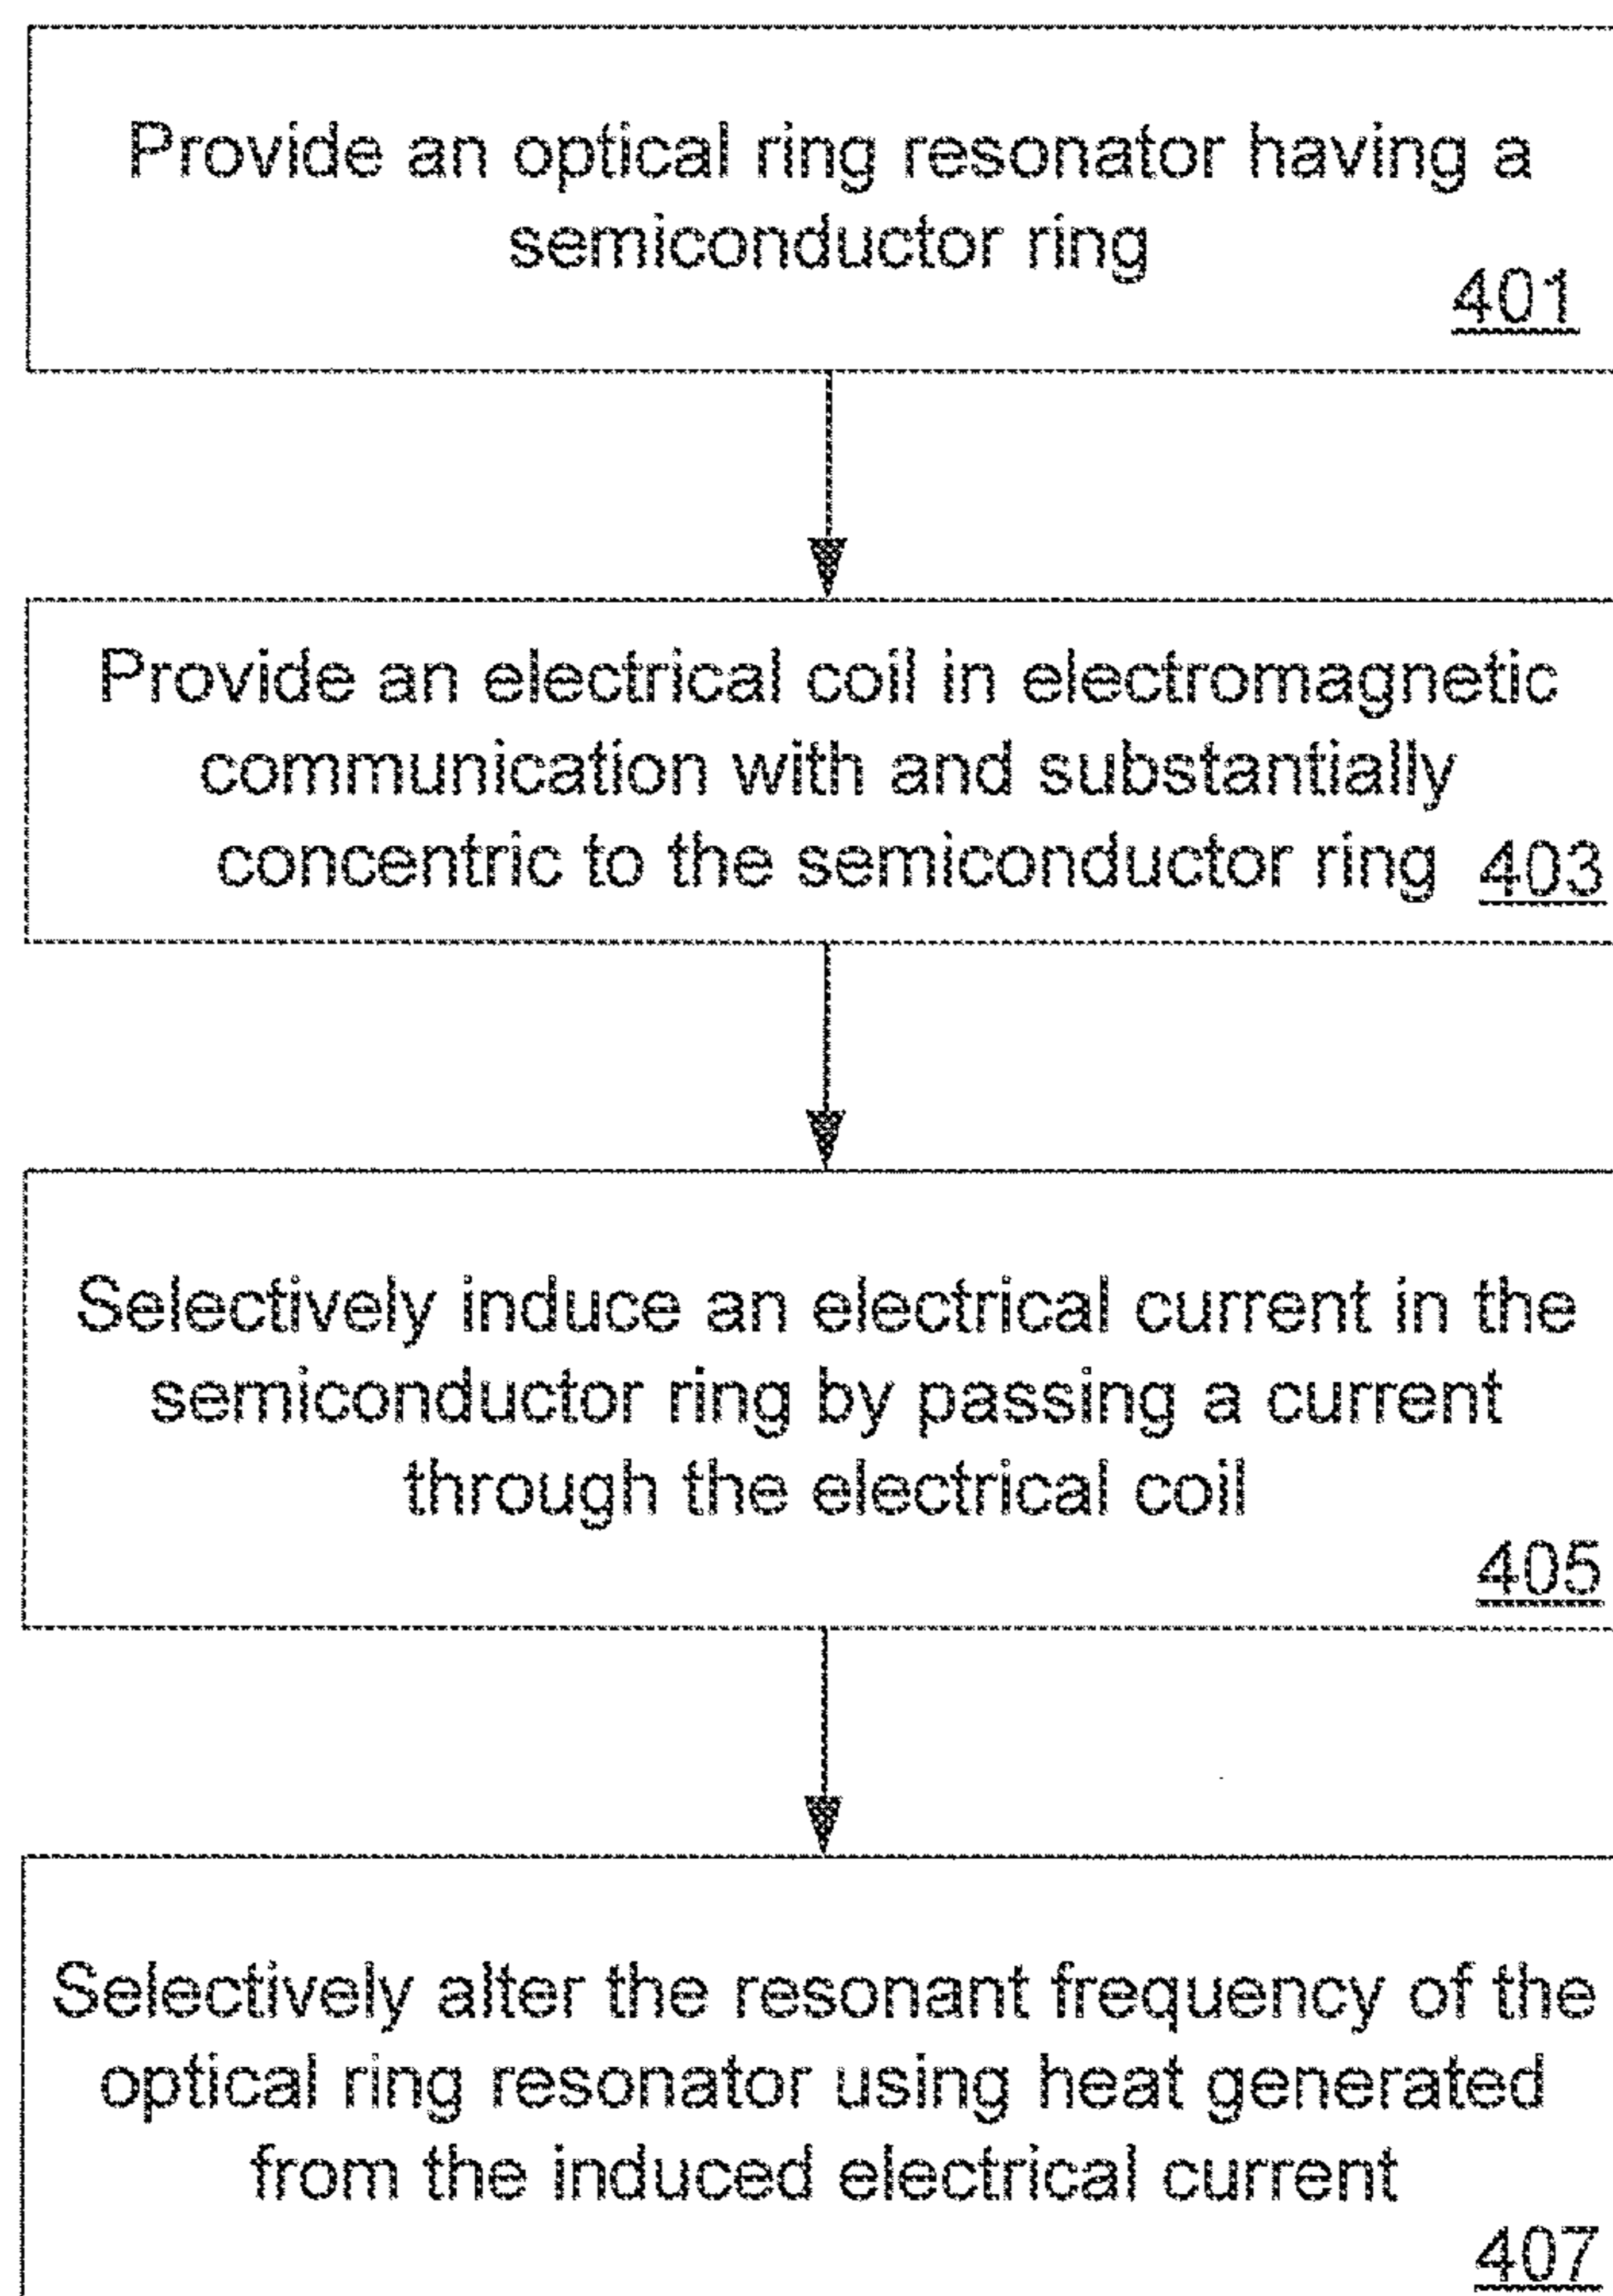 Provide an optical ring resonator having a
semiconductor ring
401
Provide an electrical coil in electromagnetic
communication with and substantially
concentric to the semiconductor ring 403
Selectively induce an electrical current in the
semiconductor ring by passing a current
through the electrical coil
405
Selectively alter the resonant frequency of the
optical ring resonator using heat generated
from the induced electrical current
407